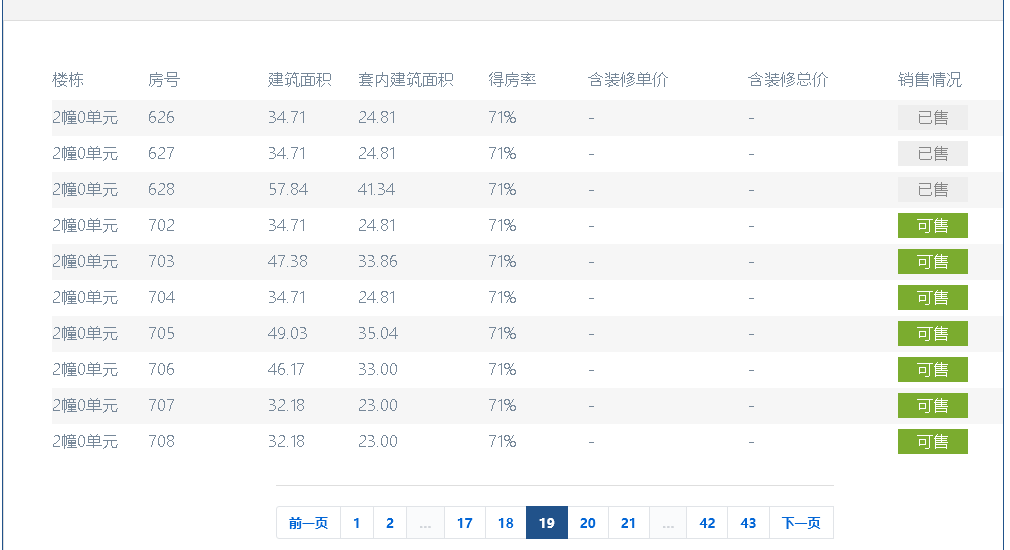 楼栋 房号 建筑面积 套内建筑面积 得房率 含装修单价 含装修总价 销售情况
2幢0单元 626 34.71 24.81 71% - - 已售
2幢0单元 627 34.71 24.81 71% - - 已售
2幢0单元 628 57.84 41.34 71% - - 已售
2幢0单元 702 34.71 24.81 71% - - 可售
2幢0单元 703 47.38 33.86 71% - - 可售
2幢0单元 704 34.71 24.81 71% - - 可售
2幢0单元 705 49.03 35.04 71% - - 可售
2幢0单元 706 46.17 33.00 71% - - 可售
2幢0单元 707 32.18 23.00 71% - - 可售
2幢0单元 708 32.18 23.00 71% - - 可售
前一页 1 2 ... 17 18 19 20 21 ... 42 43 下一页